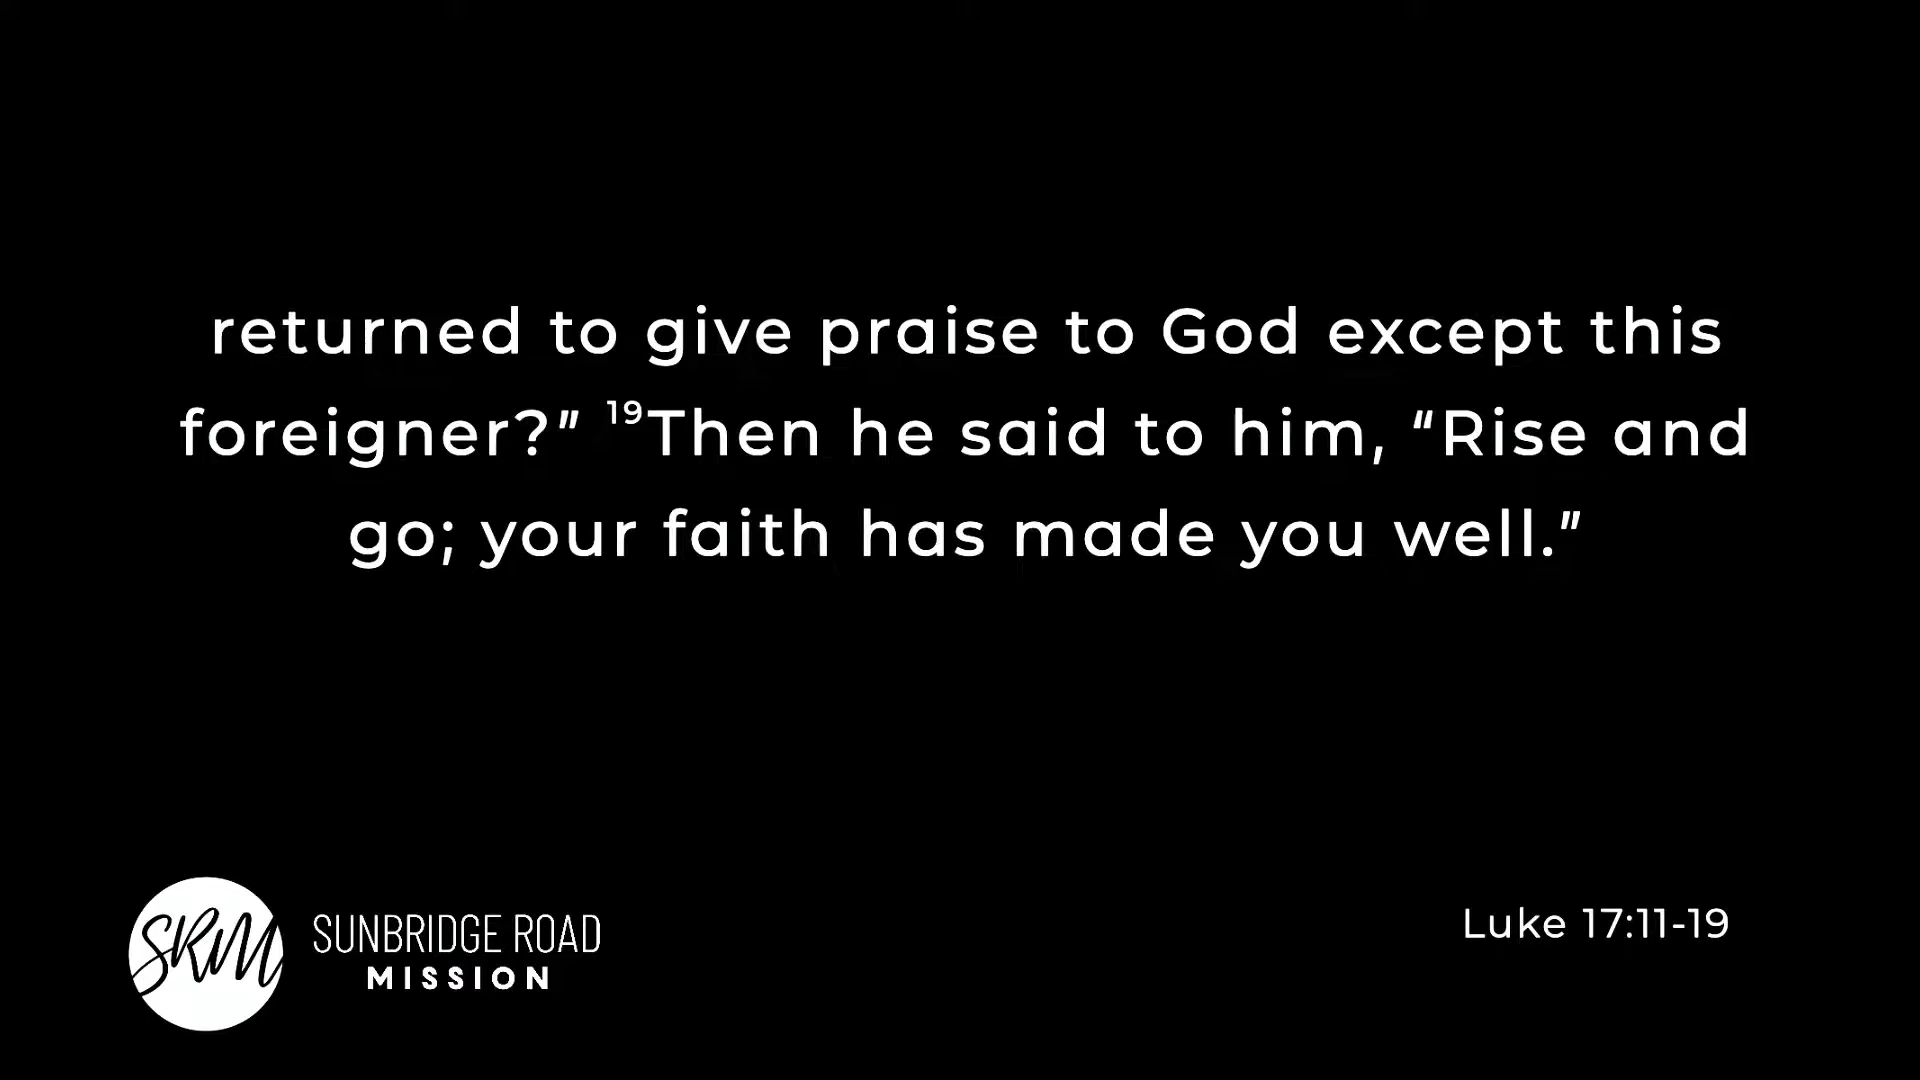 returned to give praise to God except this
foreigner?” ¹⁹Then he said to him, “Rise and
go; your faith has made you well.”
SRM
SUNBRIDGE ROAD
MISSION
Luke 17:11-19